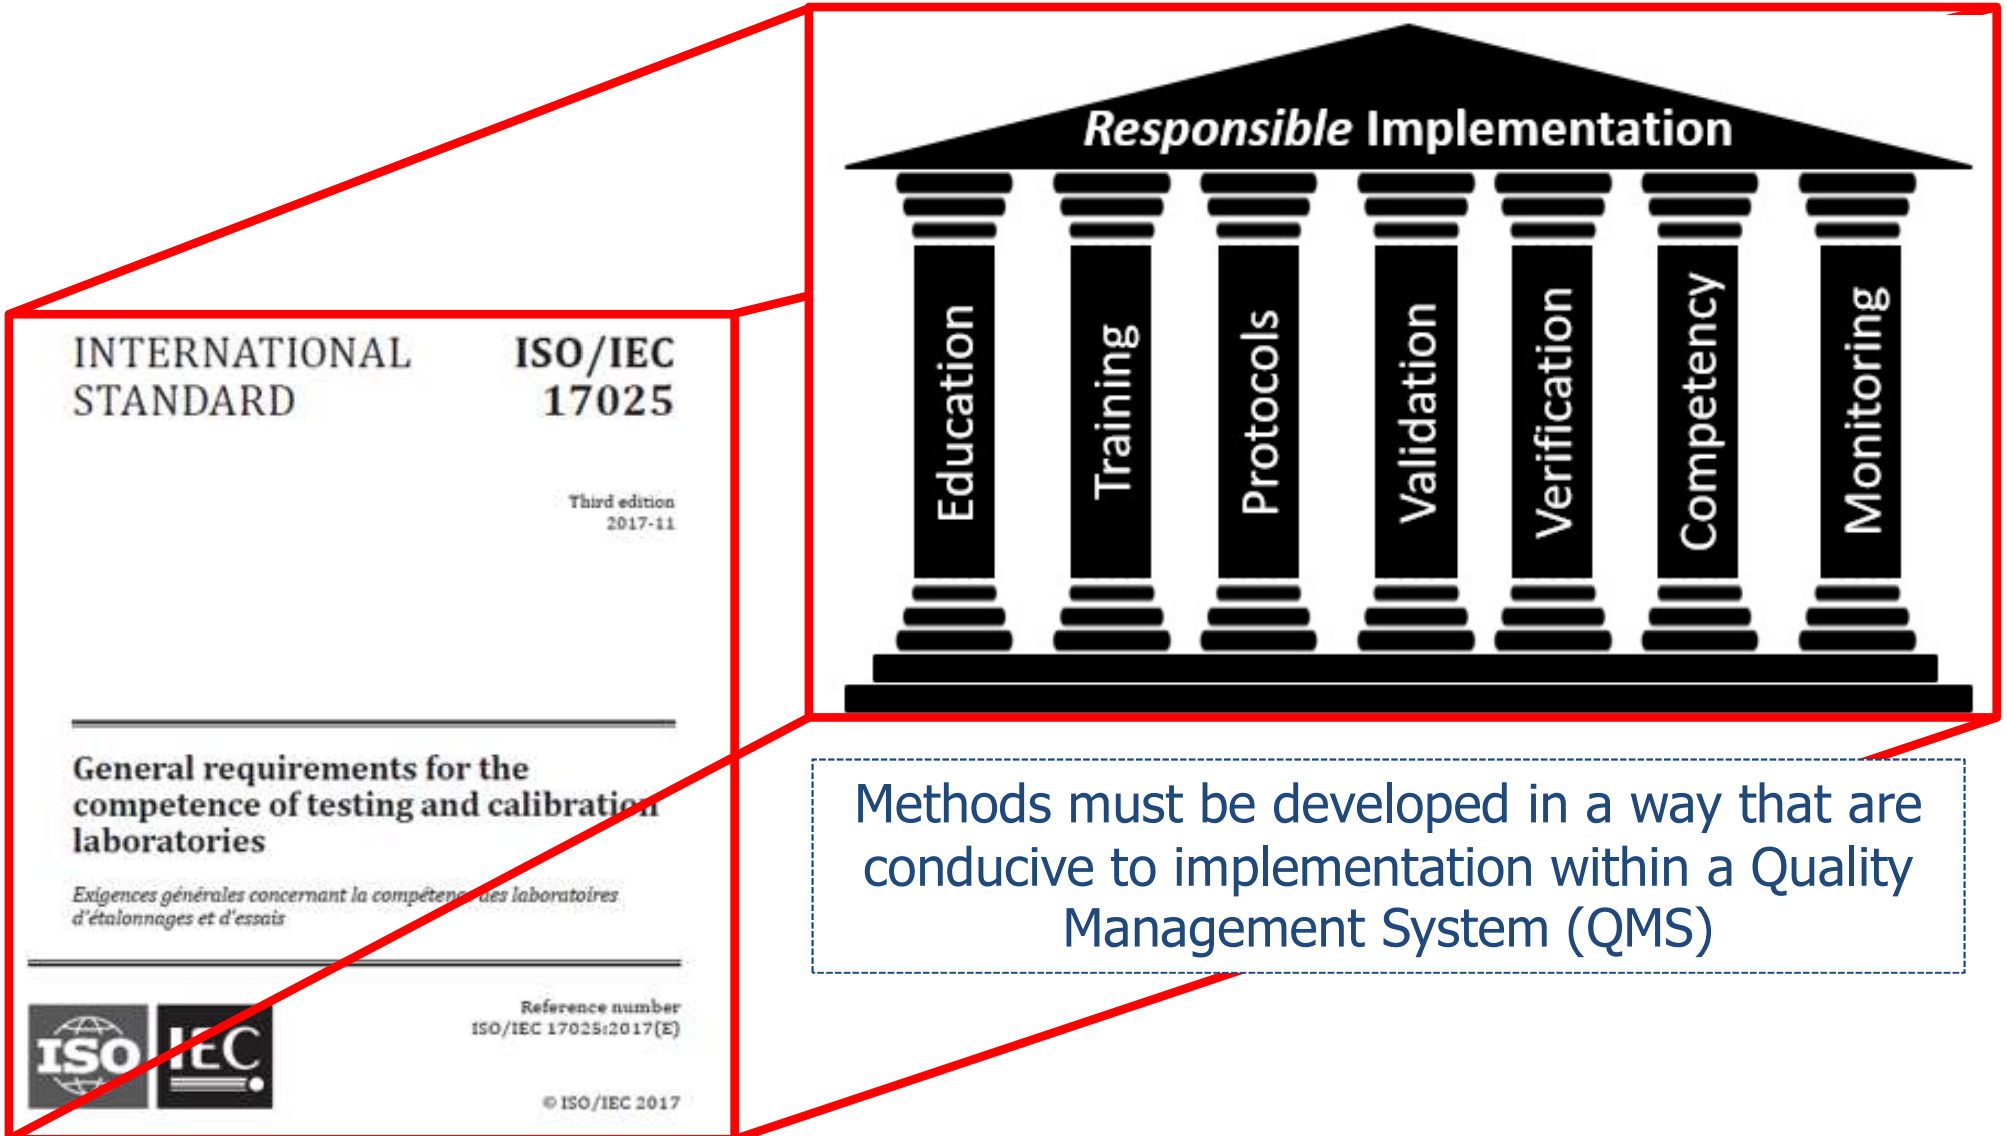 Responsible Implementation
Education
Training
Protocols
Validation
Verification
Competency
Monitoring
INTERNATIONAL
STANDARD
ISO/IEC
17025
Third edition
2017-11
General requirements for the
competence of testing and calibration
laboratories
Exigences générales concernant la compétence des laboratoires
d'étalonnages et d'essais
ISO
IEC
Reference number
ISO/IEC 17025:2017(E)
© ISO/IEC 2017
Methods must be developed in a way that are
conducive to implementation within a Quality
Management System (QMS)